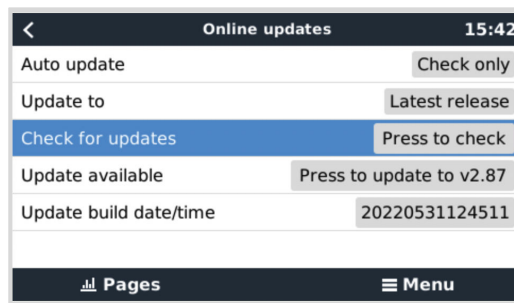 Online updates 15:42
Auto update Check only
Update to Latest release
Check for updates Press to check
Update available Press to update to v2.87
Update build date/time 20220531124511
Pages Menu